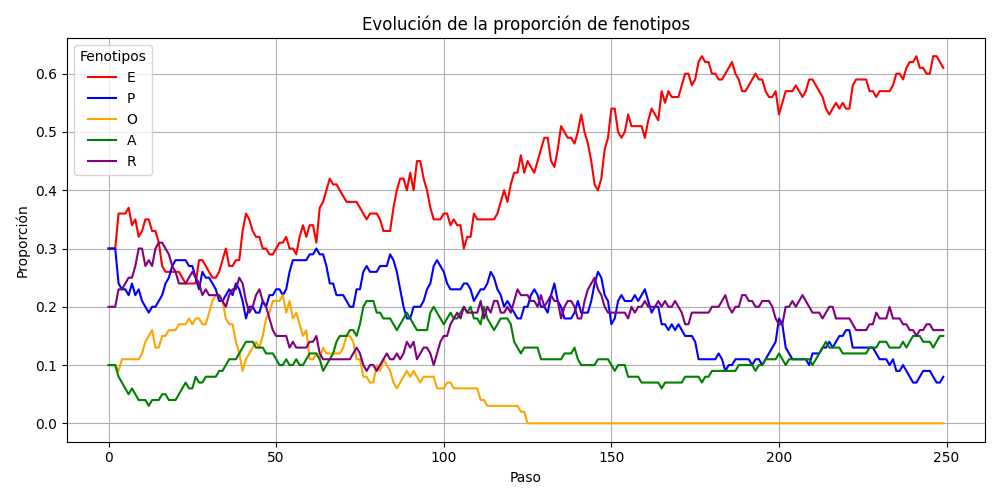 Evolución de la proporción de fenotipos
Fenotipos
E
P
O
A
R
Proporción
0.6
0.5
0.4
0.3
0.2
0.1
0.0
0 50 100 150 200 250
Paso